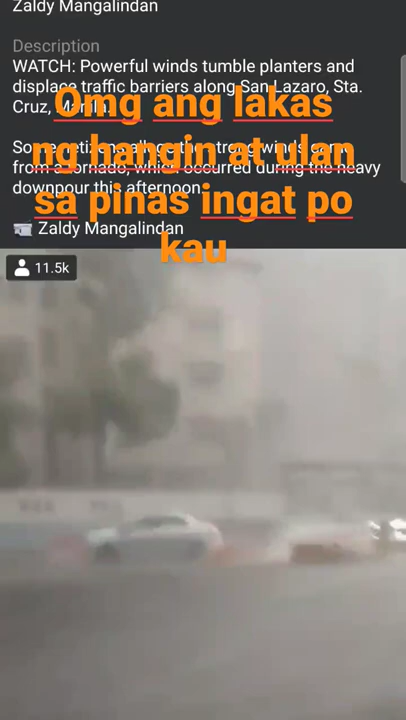 Zaldy Mangalindan
Description
WATCH: Powerful winds tumble planters and
displace traffic barriers along San Lazaro, Sta.
Cruz,
Omg ang lakas
ng hangin at ulan
sa pinas ingat po
kau
from which occurred during the heavy
downpour this afternoon.
Zaldy Mangalindan
11.5k